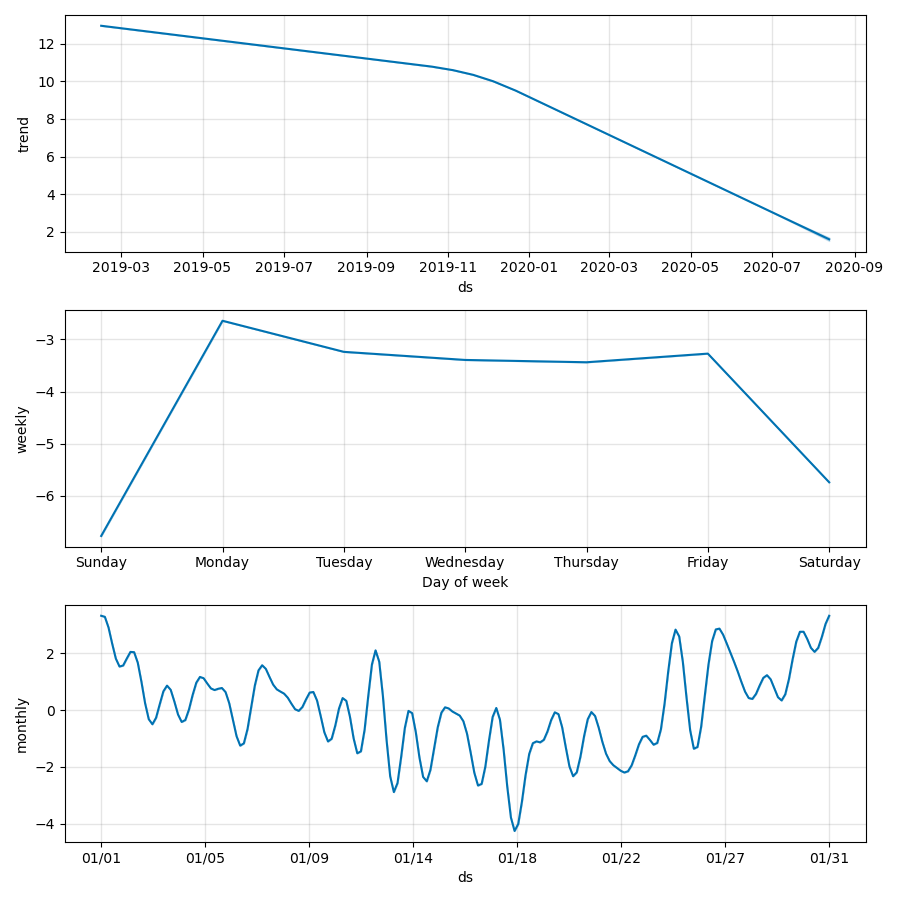 12
10
8
6
4
2
trend
2019-03 2019-05 2019-07 2019-09 2019-11 2020-01 2020-03 2020-05 2020-07 2020-09
ds
−3
−4
−5
−6
weekly
Sunday Monday Tuesday Wednesday Thursday Friday Saturday
Day of week
2
0
−2
−4
monthly
01/01 01/05 01/09 01/14 01/18 01/22 01/27 01/31
ds